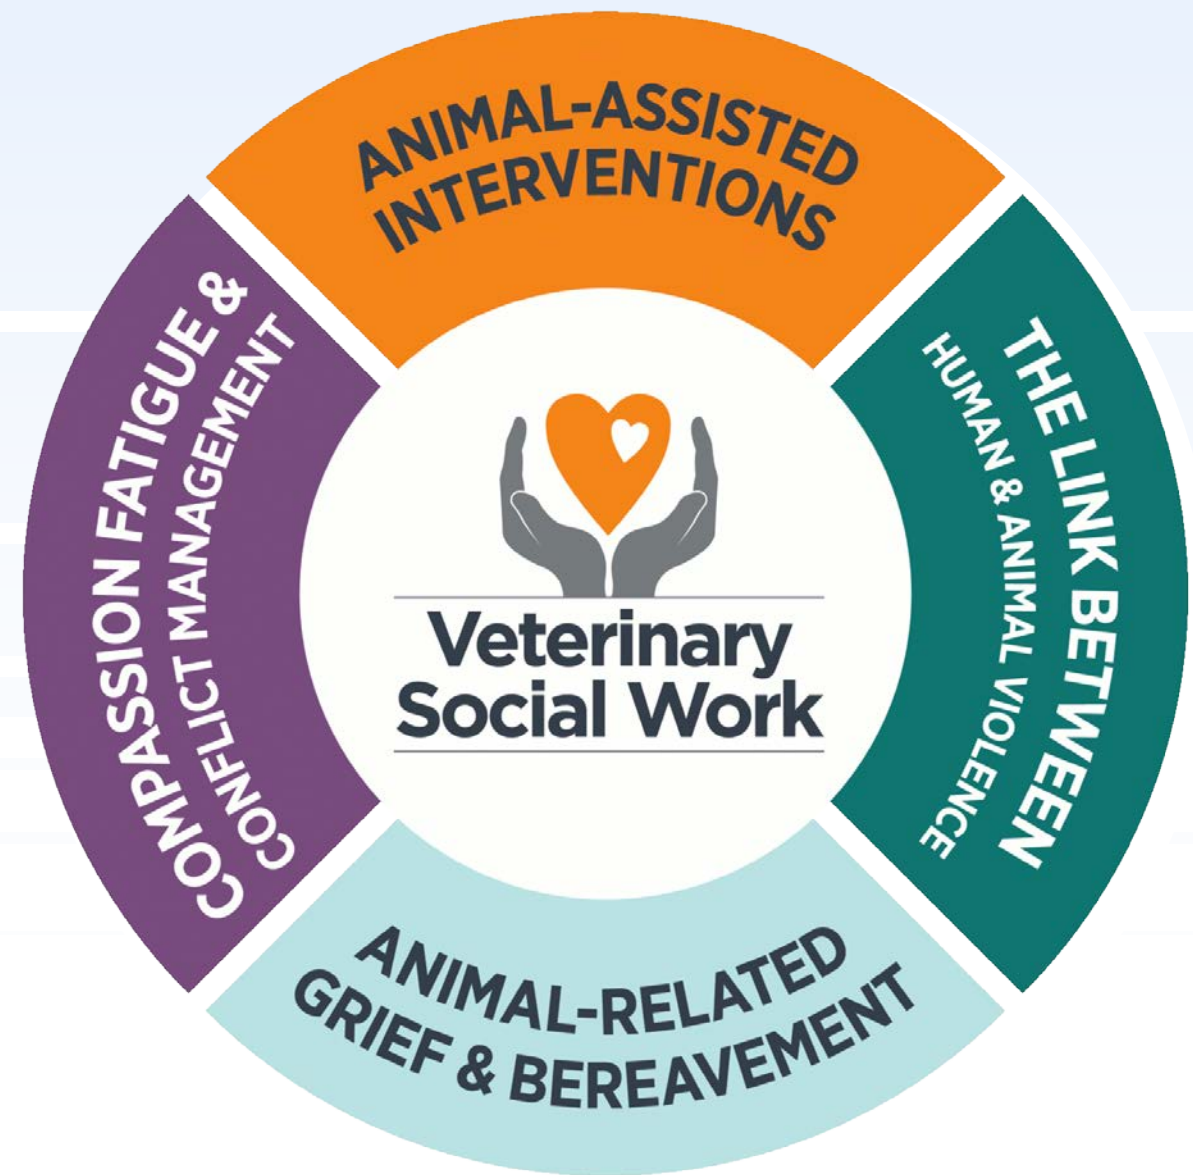 ANIMAL-ASSISTED
INTERVENTIONS
THE LINK BETWEEN
HUMAN & ANIMAL VIOLENCE
ANIMAL-RELATED
GRIEF & BEREAVEMENT
COMPASSION FATIGUE &
CONFLICT MANAGEMENT
Veterinary
Social Work